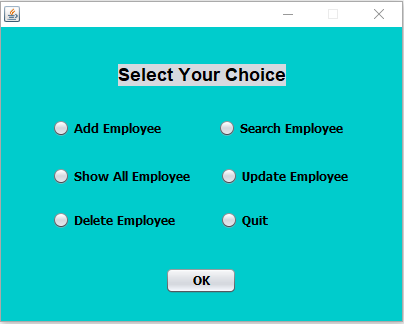 Select Your Choice
Add Employee
Search Employee
Show All Employee
Update Employee
Delete Employee
Quit
OK